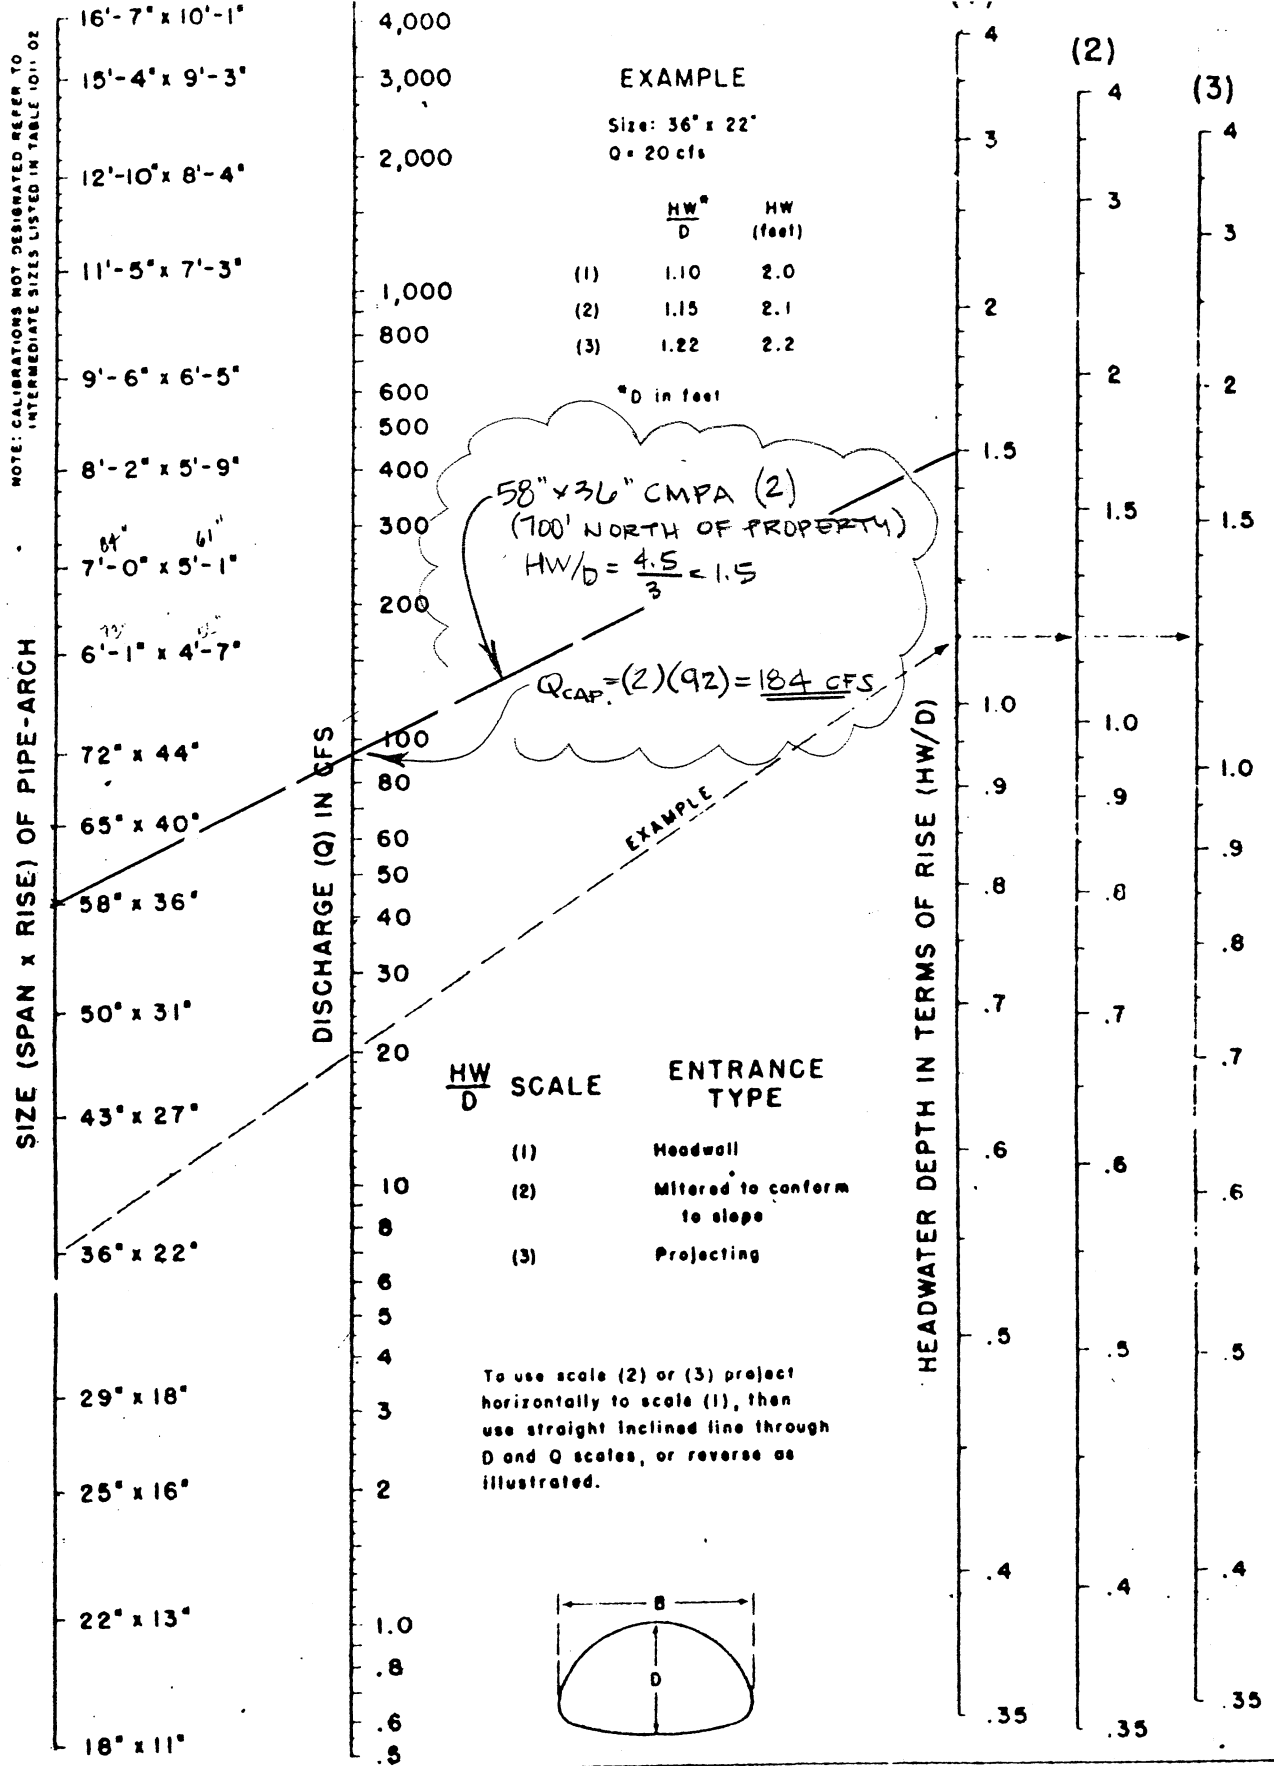 NOTE: CALIBRATIONS NOT DESIGNATED REFER TO
INTERMEDIATE SIZES LISTED IN TABLE 1011 02
SIZE (SPAN x RISE) OF PIPE-ARCH
16'-7" x 10'-1"
15'-4" x 9'-3"
12'-10" x 8'-4"
11'-5" x 7'-3"
9'-6" x 6'-5"
8'-2" x 5'-9"
84" 61"
7'-0" x 5'-1"
73"
6'-1" x 4'-7"
72" x 44"
65" x 40"
58" x 36"
50" x 31"
43" x 27"
36" x 22"
29" x 18"
25" x 16"
22" x 13"
18" x 11"
DISCHARGE (Q) IN CFS
4,000
3,000
2,000
1,000
800
600
500
400
300
200
100
80
60
50
40
30
20
10
8
6
5
4
3
2
1.0
.8
.6
.5
EXAMPLE
Size: 36" x 22"
Q = 20 cfs
HW* HW
D (feet)
(1) 1.10 2.0
(2) 1.15 2.1
(3) 1.22 2.2
*D in feet
58" x 36" CMPA (2)
(700' NORTH OF PROPERTY)
HW/D = 4.5/3 = 1.5
QCAP. = (2)(92) = 184 CFS
EXAMPLE
HW/D SCALE ENTRANCE
TYPE
(1) Headwall
(2) Mitered to conform
to slope
(3) Projecting
To use scale (2) or (3) project
horizontally to scale (1), then
use straight inclined line through
D and Q scales, or reverse as
illustrated.
B
D
HEADWATER DEPTH IN TERMS OF RISE (HW/D)
4
3
2
1.5
1.0
.9
.8
.7
.6
.5
.4
.35
(2)
4
3
2
1.5
1.0
.9
.8
.7
.6
.5
.4
.35
(3)
4
3
2
1.5
1.0
.9
.8
.7
.6
.5
.4
.35